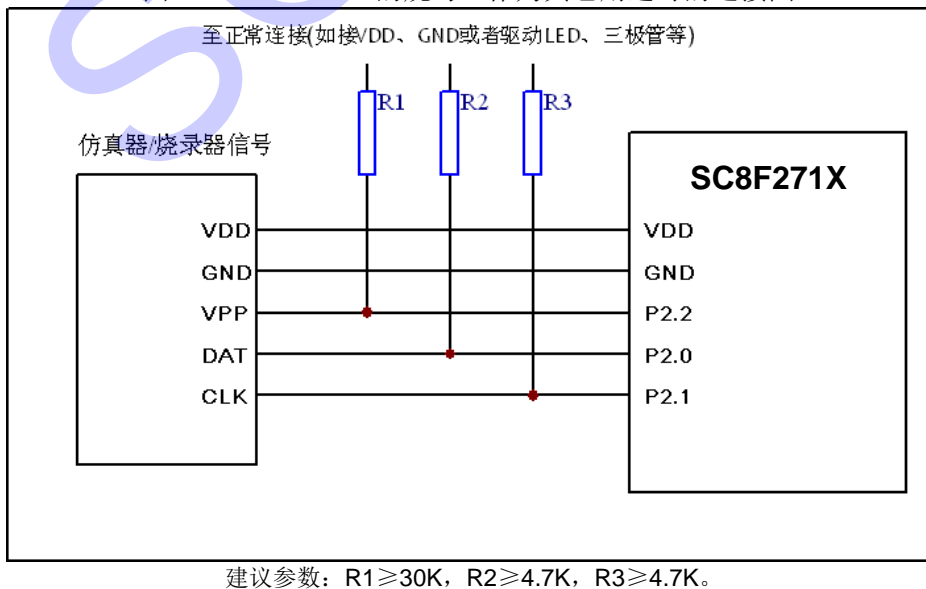 至正常连接(如接VDD、GND或者驱动LED、三极管等)
R1 R2 R3
仿真器/烧录器信号
SC8F271X
VDD VDD
GND GND
VPP P2.2
DAT P2.0
CLK P2.1
建议参数：R1≥30K，R2≥4.7K，R3≥4.7K。